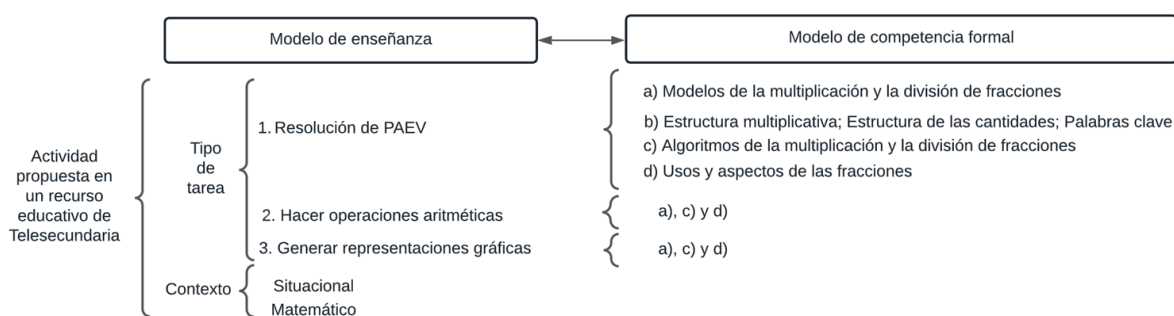 Modelo de enseñanza
Modelo de competencia formal
Actividad
propuesta en
un recurso
educativo de
Telesecundaria
Tipo
de
tarea
1. Resolución de PAEV
a) Modelos de la multiplicación y la división de fracciones
b) Estructura multiplicativa; Estructura de las cantidades; Palabras clave
c) Algoritmos de la multiplicación y la división de fracciones
d) Usos y aspectos de las fracciones
2. Hacer operaciones aritméticas
a), c) y d)
3. Generar representaciones gráficas
a), c) y d)
Contexto
Situacional
Matemático